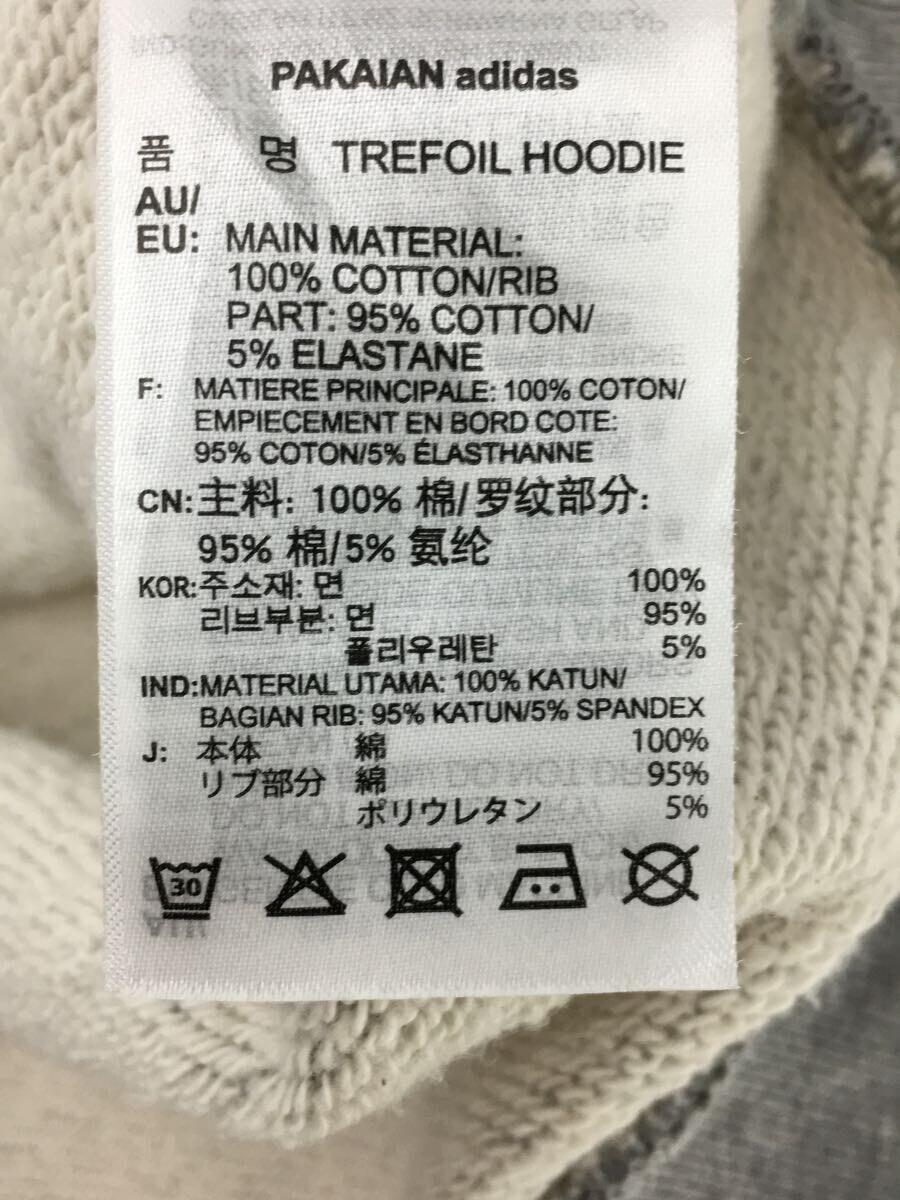 PAKAIAN adidas
품 명 TREFOIL HOODIE
AU/
EU: MAIN MATERIAL:
100% COTTON/RIB
PART: 95% COTTON/
5% ELASTANE
F: MATIERE PRINCIPALE: 100% COTON/
EMPIECEMENT EN BORD COTE:
95% COTON/5% ÉLASTHANNE
CN: 主料: 100% 棉/罗纹部分:
95% 棉/5% 氨纶
KOR: 주소재: 면 100%
리브부분: 면 95%
폴리우레탄 5%
IND: MATERIAL UTAMA: 100% KATUN/
BAGIAN RIB: 95% KATUN/5% SPANDEX
J: 本体 綿 100%
リブ部分 綿 95%
ポリウレタン 5%
30